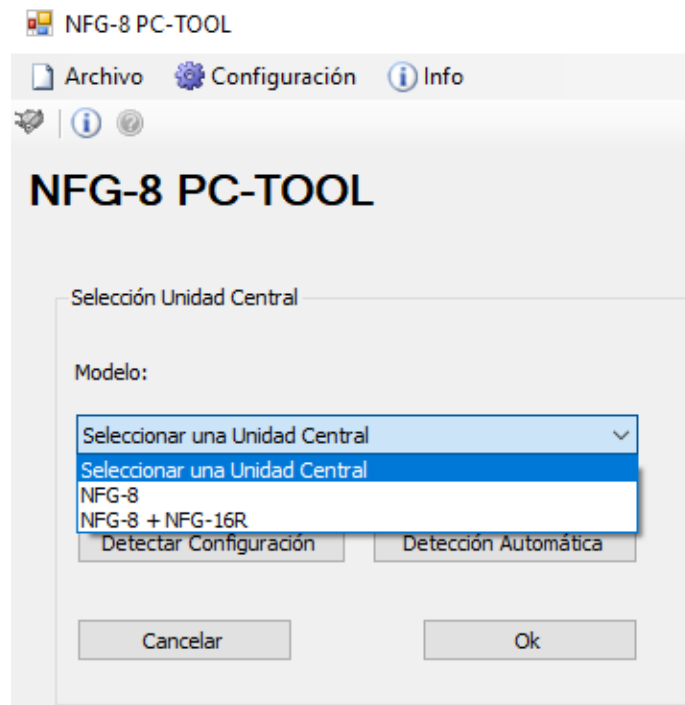 NFG-8 PC-TOOL
Archivo Configuración Info
NFG-8 PC-TOOL
Selección Unidad Central
Modelo:
Seleccionar una Unidad Central
Seleccionar una Unidad Central
NFG-8
NFG-8 + NFG-16R
Detectar Configuración Detección Automática
Cancelar Ok